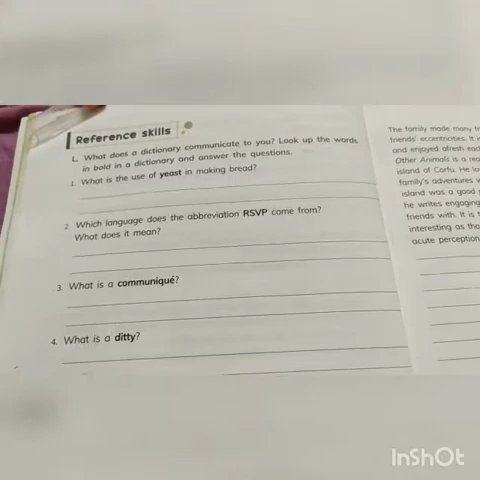 Reference skills
L. What does a dictionary communicate to you? Look up the words
in bold in a dictionary and answer the questions.
1. What is the use of yeast in making bread?
2. Which language does the abbreviation RSVP come from?
What does it mean?
3. What is a communiqué?
4. What is a ditty?
The family made many
friends' eccentricities. It
and enjoyed afresh
Other Animals is a
island of Corfu. He
family's adventures
island was a good
he writes engaging
friends with. It is
interesting as
acute perception
InShOt